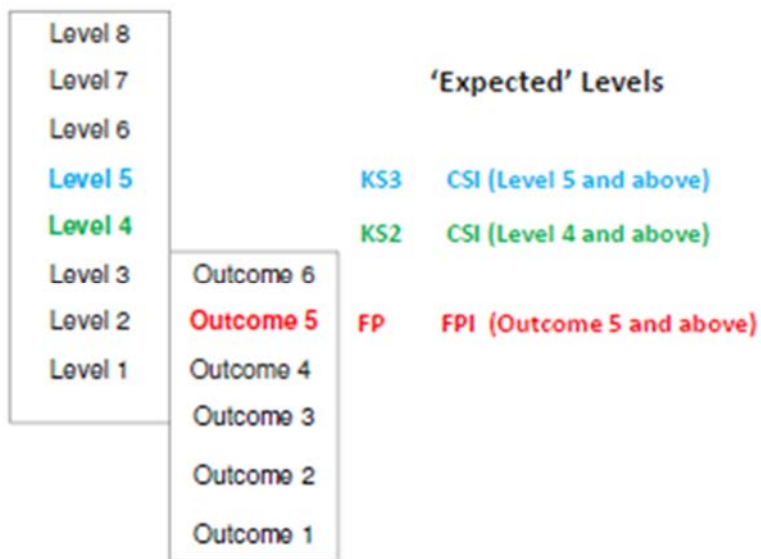 Level 8
Level 7
'Expected' Levels
Level 6
Level 5 KS3 CSI (Level 5 and above)
Level 4 KS2 CSI (Level 4 and above)
Level 3 Outcome 6
Level 2 Outcome 5 FP FPI (Outcome 5 and above)
Level 1 Outcome 4
Outcome 3
Outcome 2
Outcome 1